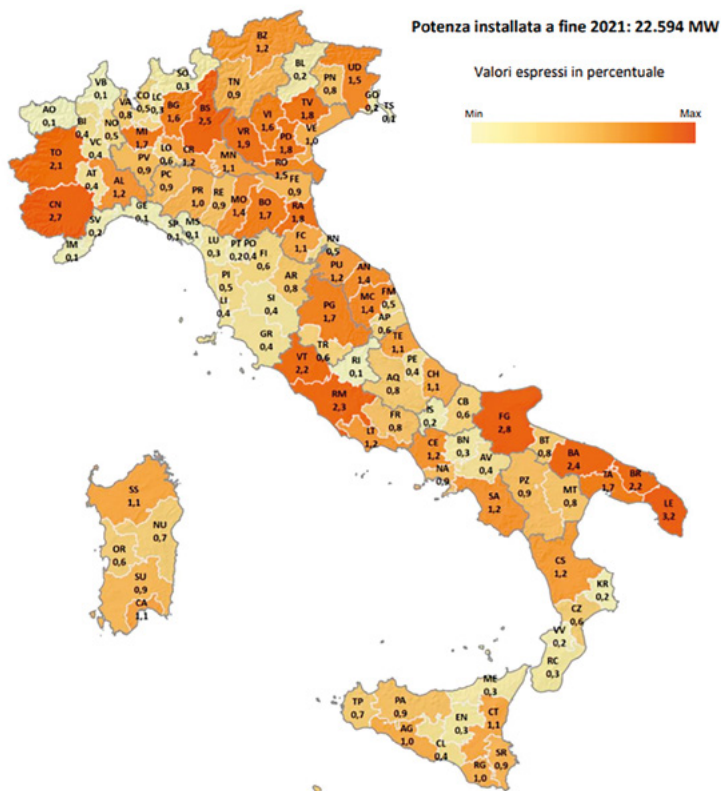 Potenza installata a fine 2021: 22.594 MW
Valori espressi in percentuale
Min Max
BZ
1,2
BL
0,2
UD
1,5
PN
0,8
GO
0,2
TS
0,1
TN
0,9
SO
0,3
VB
0,1
AO
0,1
BI
0,4
VA
0,8
CO
0,5
LC
0,3
BG
1,6
BS
2,5
VR
1,9
VI
1,6
TV
1,8
VE
1,0
PD
1,8
RO
1,5
NO
0,5
VC
0,4
MI
1,7
LO
0,6
CR
1,2
MN
1,1
TO
2,1
AT
0,4
AL
1,2
PV
0,9
PC
0,9
PR
1,0
RE
0,9
MO
1,4
BO
1,7
FE
0,9
RA
1,8
CN
2,7
SV
0,2
GE
0,1
IM
0,1
SP
0,1
MS
0,1
LU
0,3
PT
0,2
PO
0,4
FI
0,6
FC
1,1
RN
0,5
PU
1,2
AN
1,4
PI
0,5
LI
0,4
SI
0,4
AR
0,8
PG
1,7
MC
1,4
FM
0,5
AP
0,6
GR
0,4
TR
0,6
TE
1,1
VT
2,2
RI
0,1
PE
0,4
CH
1,1
AQ
0,8
RM
2,3
LT
1,2
FR
0,8
IS
0,2
CB
0,6
FG
2,8
CE
1,2
BN
0,3
AV
0,4
NA
0,9
SA
1,2
BT
0,8
BA
2,4
TA
1,7
BR
2,2
LE
3,2
PZ
0,9
MT
0,8
CS
1,2
KR
0,2
CZ
0,6
VV
0,2
RC
0,3
SS
1,1
NU
0,7
OR
0,6
SU
0,9
CA
1,1
ME
0,3
TP
0,7
PA
0,9
EN
0,3
CT
1,1
AG
1,0
CL
0,4
SR
0,9
RG
1,0